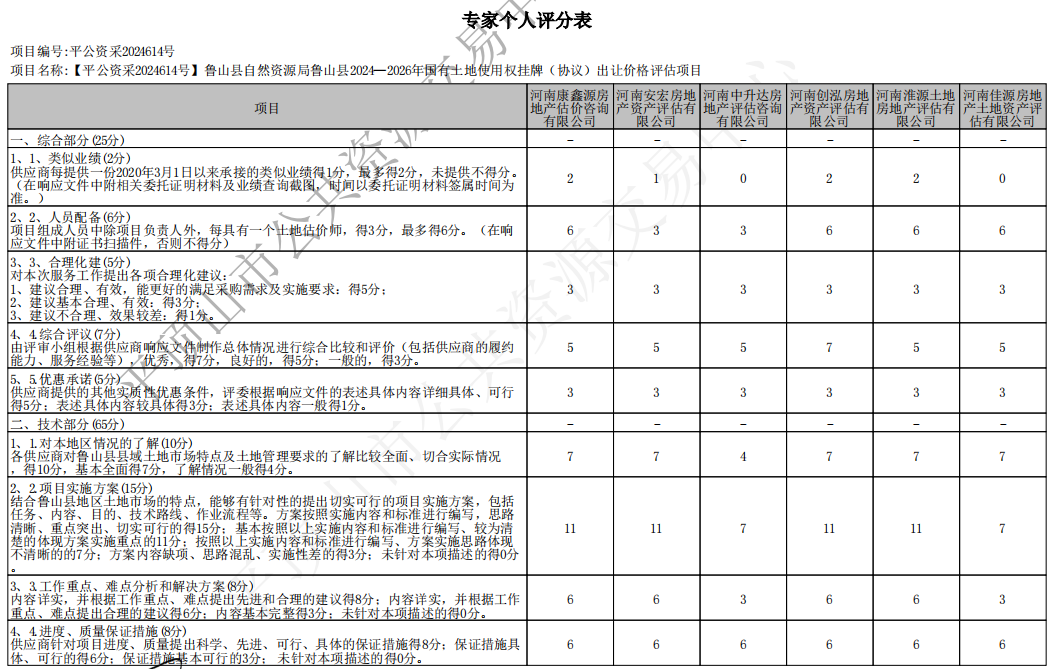 专家个人评分表
项目编号:平公资采2024614号
项目名称:【平公资采2024614号】鲁山县自然资源局鲁山县2024—2026年国有土地使用权挂牌（协议）出让价格评估项目
项目
河南康鑫源房地产估价咨询有限公司
河南安宏房地产资产评估有限公司
河南中升达房地产评估咨询有限公司
河南创泓房地产资产评估有限公司
河南淮源土地房地产评估有限公司
河南佳源房地产土地资产评估有限公司
一、综合部分(25分) – – – – – –
1、1、类似业绩(2分)
供应商每提供一份2020年3月1日以来承接的类似业绩得1分，最多得2分，未提供不得分。
（在响应文件中附相关委托证明材料及业绩查询截图，时间以委托证明材料签属时间为
准。）
2 1 0 2 2 0
2、2、人员配备(6分)
项目组成人员中除项目负责人外，每具有一个土地估价师，得3分，最多得6分。（在响
应文件中附证书扫描件，否则不得分）
6 3 3 6 6 6
3、3、合理化建(5分)
对本次服务工作提出各项合理化建议：
1、建议合理、有效，能更好的满足采购需求及实施要求：得5分；
2、建议基本合理、有效：得3分；
3、建议不合理、效果较差：得1分。
3 3 3 3 3 3
4、4.综合评议(7分)
由评审小组根据供应商响应文件制作总体情况进行综合比较和评价（包括供应商的履约
能力、服务经验等），优秀，得7分，良好的，得5分；一般的，得3分。
5 5 5 7 5 5
5、5.优惠承诺(5分)
供应商提供的其他实质性优惠条件，评委根据响应文件的表述具体内容详细具体、可行
得5分；表述具体内容较具体得3分；表述具体内容一般得1分。
3 3 3 3 3 3
二、技术部分(65分) – – – – – –
1、1.对本地区情况的了解(10分)
各供应商对鲁山县县域土地市场特点及土地管理要求的了解比较全面、切合实际情况
，得10分，基本全面得7分，了解情况一般得4分。
7 7 4 7 7 7
2、2.项目实施方案(15分)
结合鲁山县地区土地市场的特点，能够有针对性的提出切实可行的项目实施方案，包括
任务、内容、目的、技术路线、作业流程等。方案按照实施内容和标准进行编写，思路
清晰、重点突出、切实可行的得15分；基本按照以上实施内容和标准进行编写、较为清
楚的体现方案实施重点的11分；按照以上实施内容和标准进行编写、方案实施思路体现
不清晰的的7分；方案内容缺项、思路混乱、实施性差的得3分；未针对本项描述的得0分
。
11 11 7 11 11 7
3、3.工作重点、难点分析和解决方案(8分)
内容详实，并根据工作重点、难点提出先进和合理的建议得8分；内容详实，并根据工作
重点、难点提出合理的建议得6分；内容基本完整得3分；未针对本项描述的得0分。
6 6 3 6 6 3
4、4.进度、质量保证措施(8分)
供应商针对项目进度、质量提出科学、先进、可行、具体的保证措施得8分；保证措施具
体、可行的得6分；保证措施基本可行的3分； 未针对本项描述的得0分。
6 6 6 6 6 6
平顶山市公共资源交易中心
平顶山市公共资源交易中心